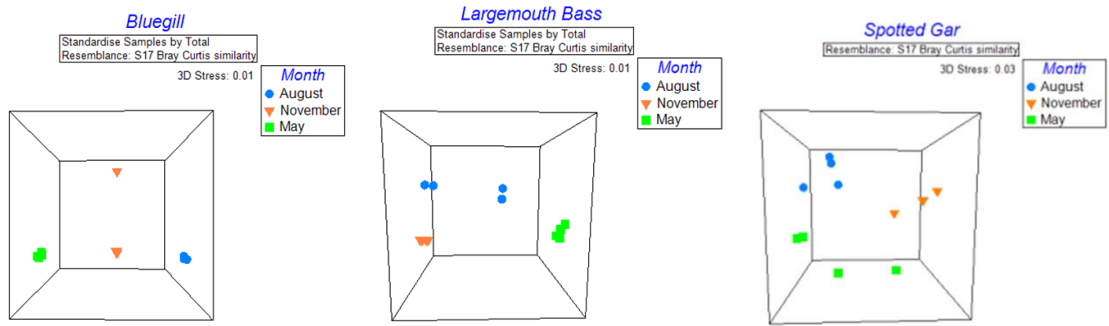 Bluegill
Standardise Samples by Total
Resemblance: S17 Bray Curtis similarity
3D Stress: 0.01
Month
August
November
May
Largemouth Bass
Standardise Samples by Total
Resemblance: S17 Bray Curtis similarity
3D Stress: 0.01
Month
August
November
May
Spotted Gar
Resemblance: S17 Bray Curtis similarity
3D Stress: 0.03
Month
August
November
May